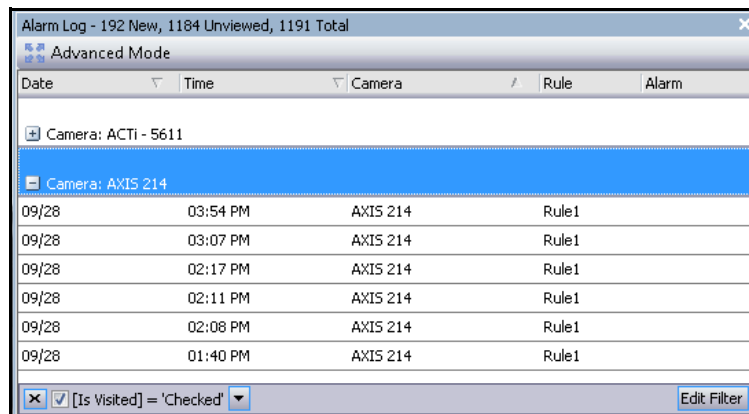 Alarm Log - 192 New, 1184 Unviewed, 1191 Total
Advanced Mode
Date Time Camera Rule Alarm
Camera: ACTi - 5611
Camera: AXIS 214
09/28 03:54 PM AXIS 214 Rule1
09/28 03:07 PM AXIS 214 Rule1
09/28 02:17 PM AXIS 214 Rule1
09/28 02:11 PM AXIS 214 Rule1
09/28 02:08 PM AXIS 214 Rule1
09/28 01:40 PM AXIS 214 Rule1
[Is Visited] = 'Checked' Edit Filter